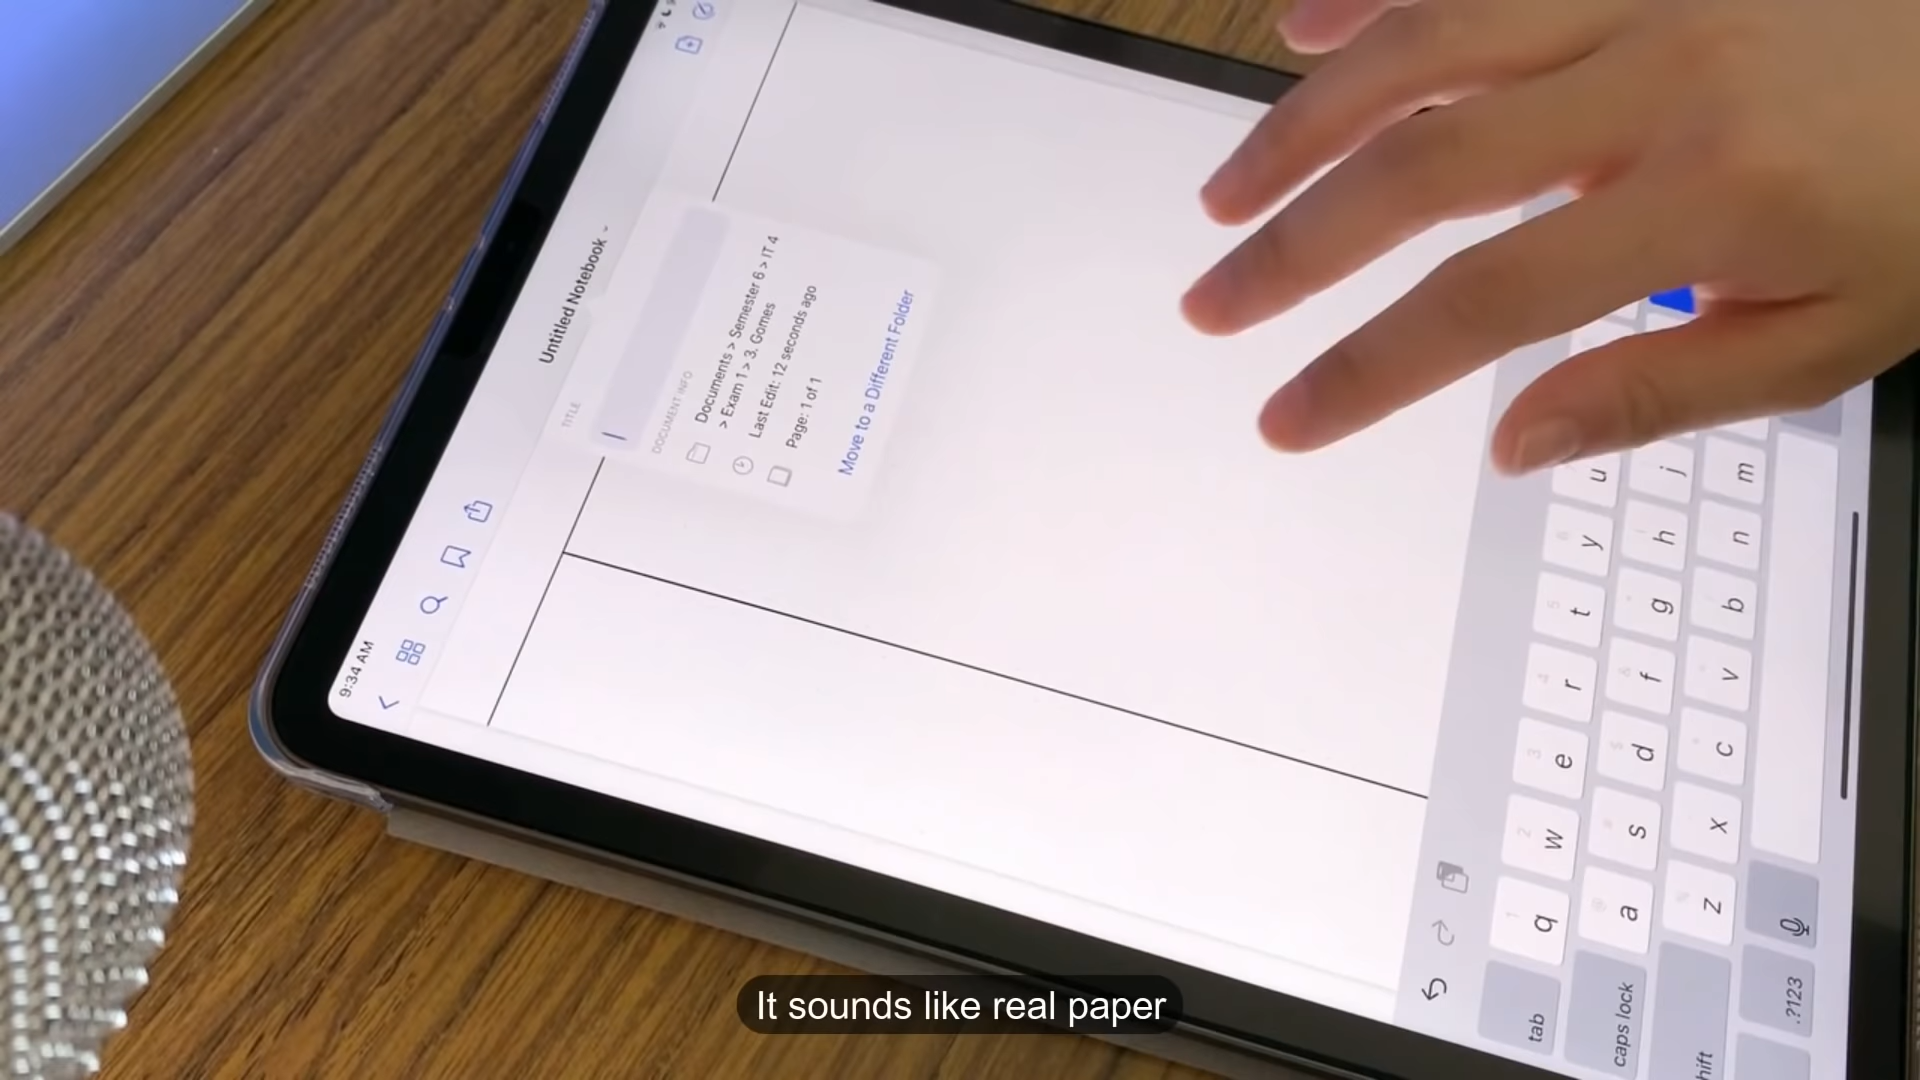 9:34 AM
Untitled Notebook
TITLE
DOCUMENT INFO
Documents > Semester 6 > IT 4
> Exam 1 > 3. Gomes
Last Edit: 12 seconds ago
Page: 1 of 1
Move to a Different Folder
tab q w e r t y u
caps lock a s d f g h j
hift z x c v b n m
.?123
It sounds like real paper